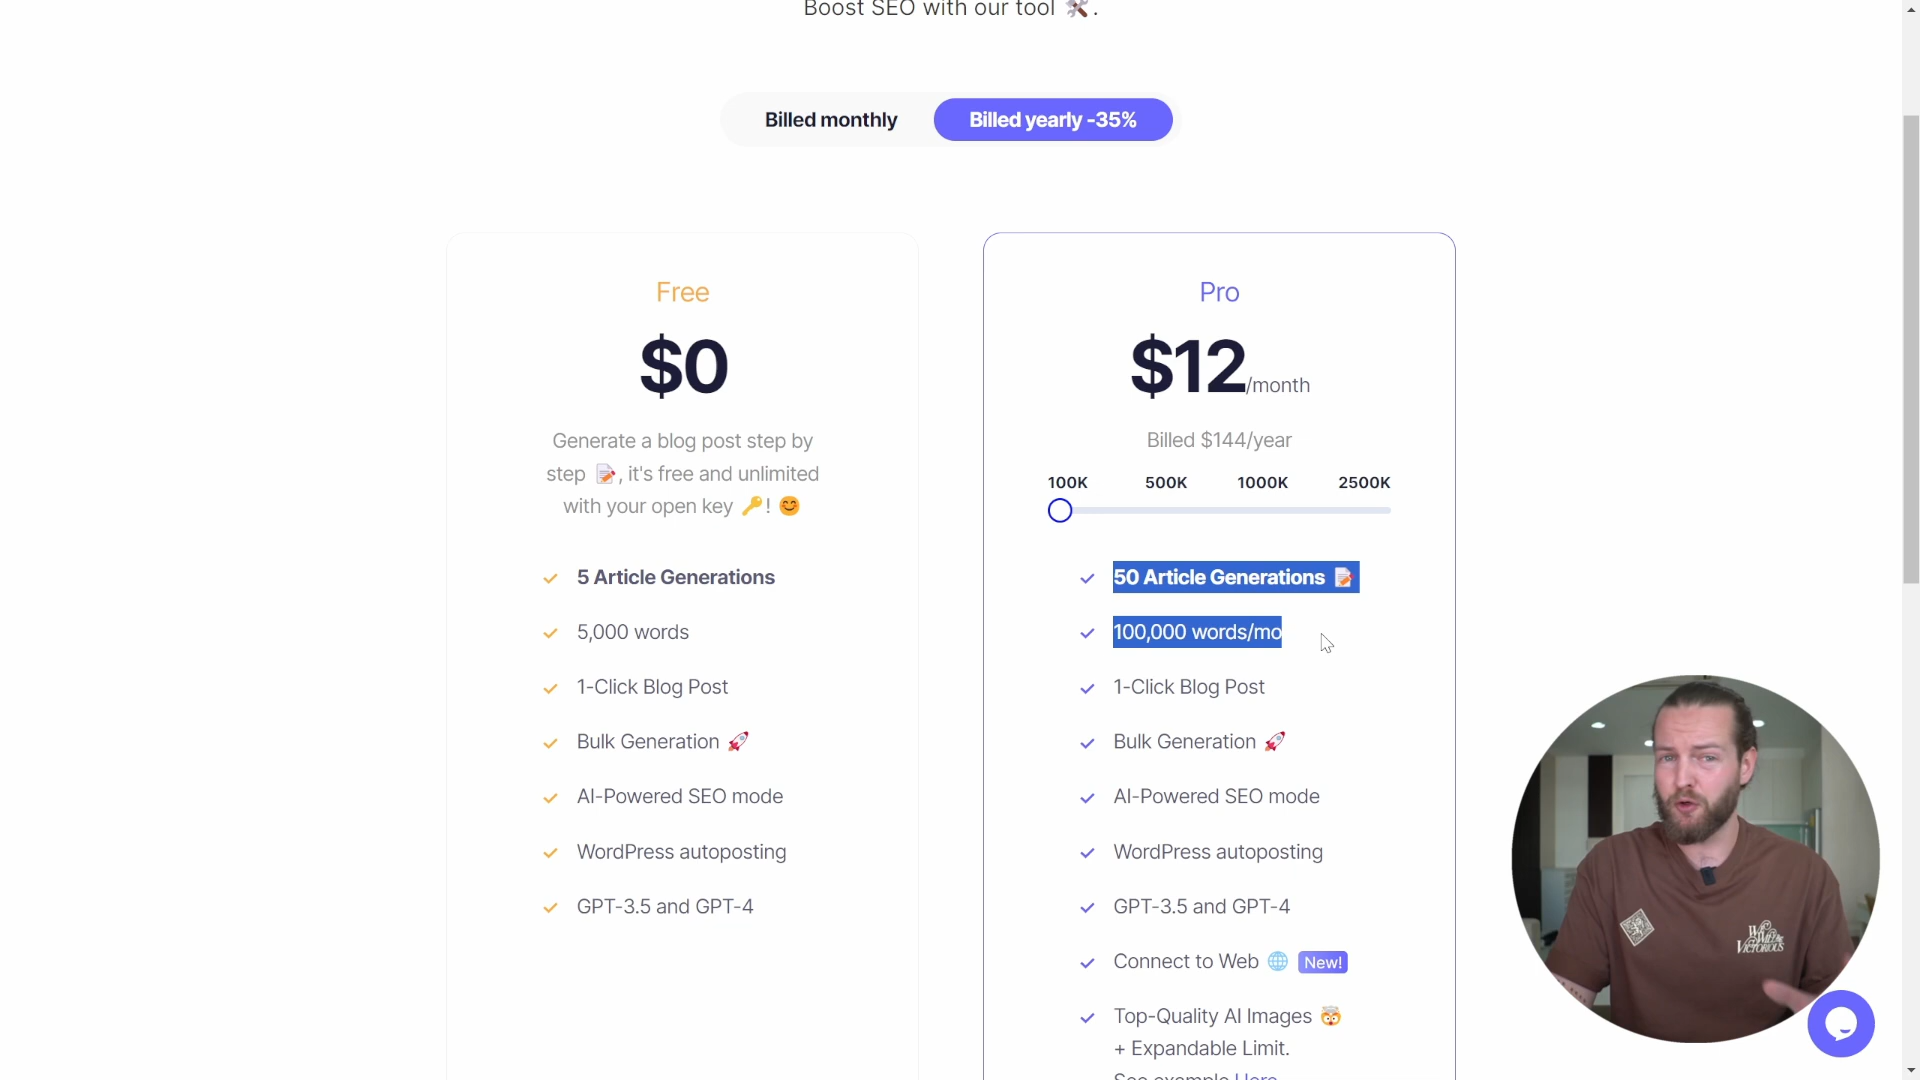 Boost SEO with our tool 🛠️.
Billed monthly
Billed yearly -35%
Free
$0
Generate a blog post step by
step 📝, it's free and unlimited
with your open key 🔑! 😊
5 Article Generations
5,000 words
1-Click Blog Post
Bulk Generation 🚀
AI-Powered SEO mode
WordPress autoposting
GPT-3.5 and GPT-4
Pro
$12/month
Billed $144/year
100K 500K 1000K 2500K
50 Article Generations 📝
100,000 words/mo
1-Click Blog Post
Bulk Generation 🚀
AI-Powered SEO mode
WordPress autoposting
GPT-3.5 and GPT-4
Connect to Web 🌐 New!
Top-Quality AI Images 🤯
+ Expandable Limit.
See example Here
VICTORIOUS